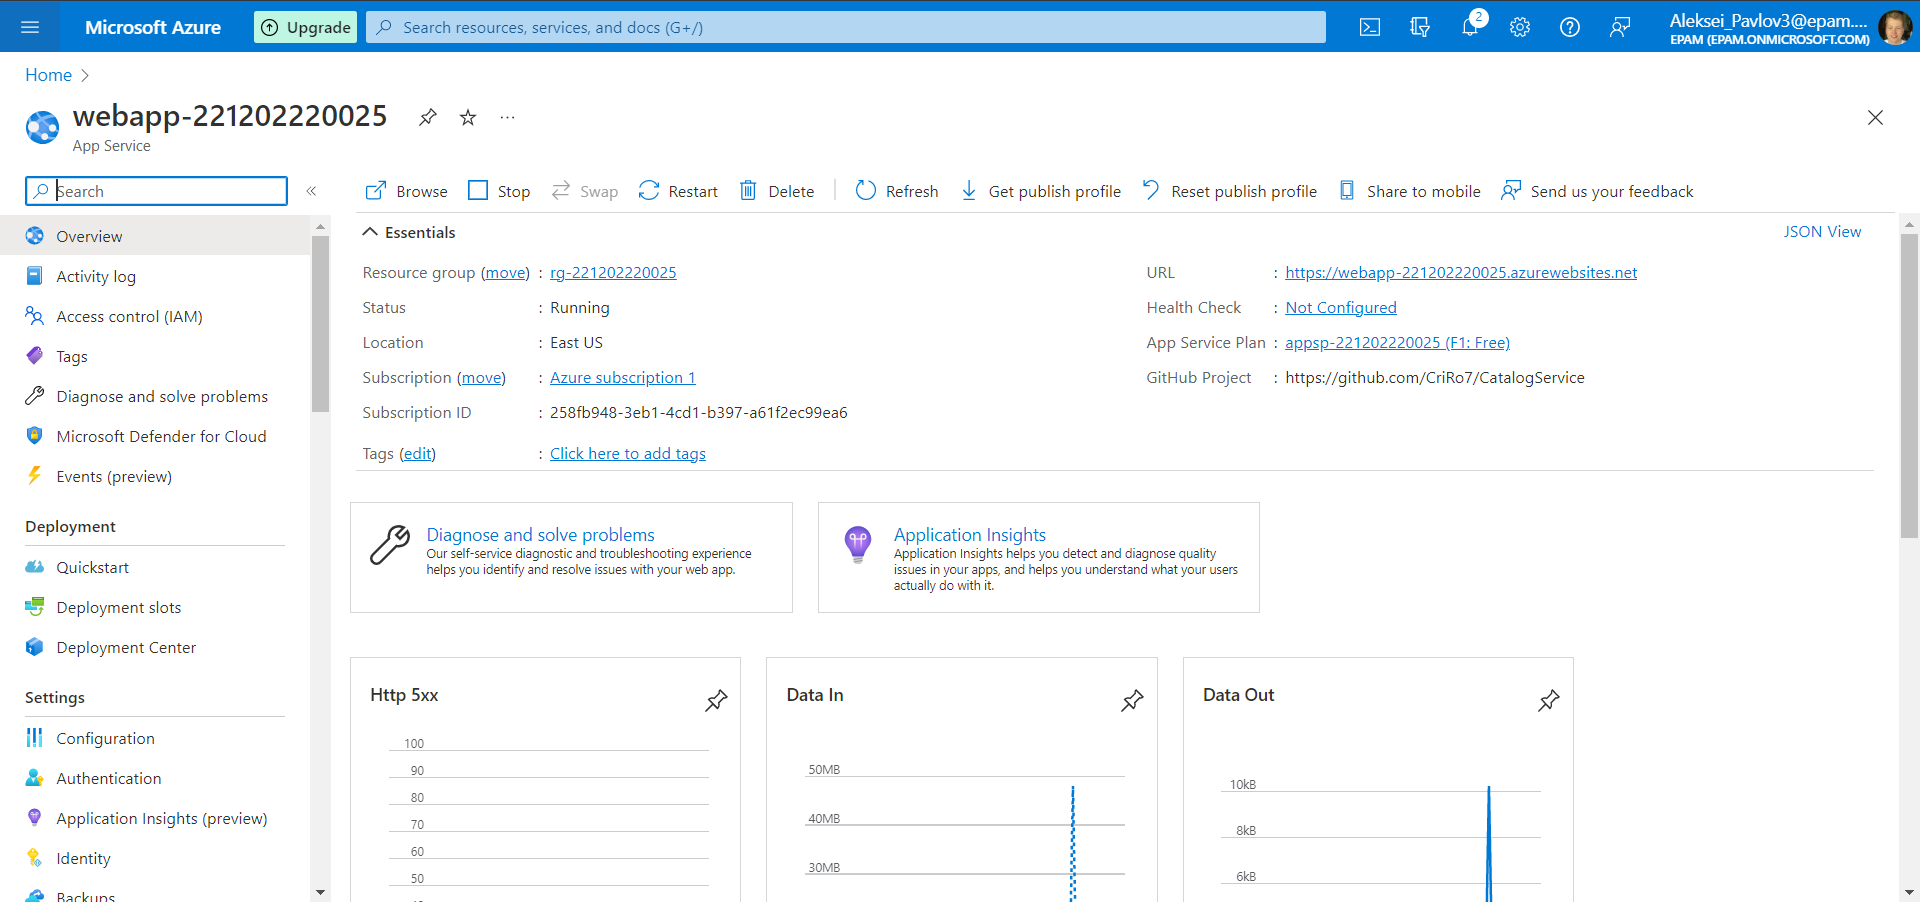 Microsoft Azure
Upgrade
Search resources, services, and docs (G+/)
2
Aleksei_Pavlov3@epam....
EPAM (EPAM.ONMICROSOFT.COM)
Home
webapp-221202220025
...
App Service
Search
«
Browse
Stop
Swap
Restart
Delete
Refresh
Get publish profile
Reset publish profile
Share to mobile
Send us your feedback
Overview
Activity log
Access control (IAM)
Tags
Diagnose and solve problems
Microsoft Defender for Cloud
Events (preview)
Deployment
Quickstart
Deployment slots
Deployment Center
Settings
Configuration
Authentication
Application Insights (preview)
Identity
Backups
Essentials
JSON View
Resource group (move) : rg-221202220025
Status : Running
Location : East US
Subscription (move) : Azure subscription 1
Subscription ID : 258fb948-3eb1-4cd1-b397-a61f2ec99ea6
Tags (edit) : Click here to add tags
URL : https://webapp-221202220025.azurewebsites.net
Health Check : Not Configured
App Service Plan : appsp-221202220025 (F1: Free)
GitHub Project : https://github.com/CriRo7/CatalogService
Diagnose and solve problems
Our self-service diagnostic and troubleshooting experience
helps you identify and resolve issues with your web app.
Application Insights
Application Insights helps you detect and diagnose quality
issues in your apps, and helps you understand what your users
actually do with it.
Http 5xx
100
90
80
70
60
50
Data In
50MB
40MB
30MB
Data Out
10kB
8kB
6kB